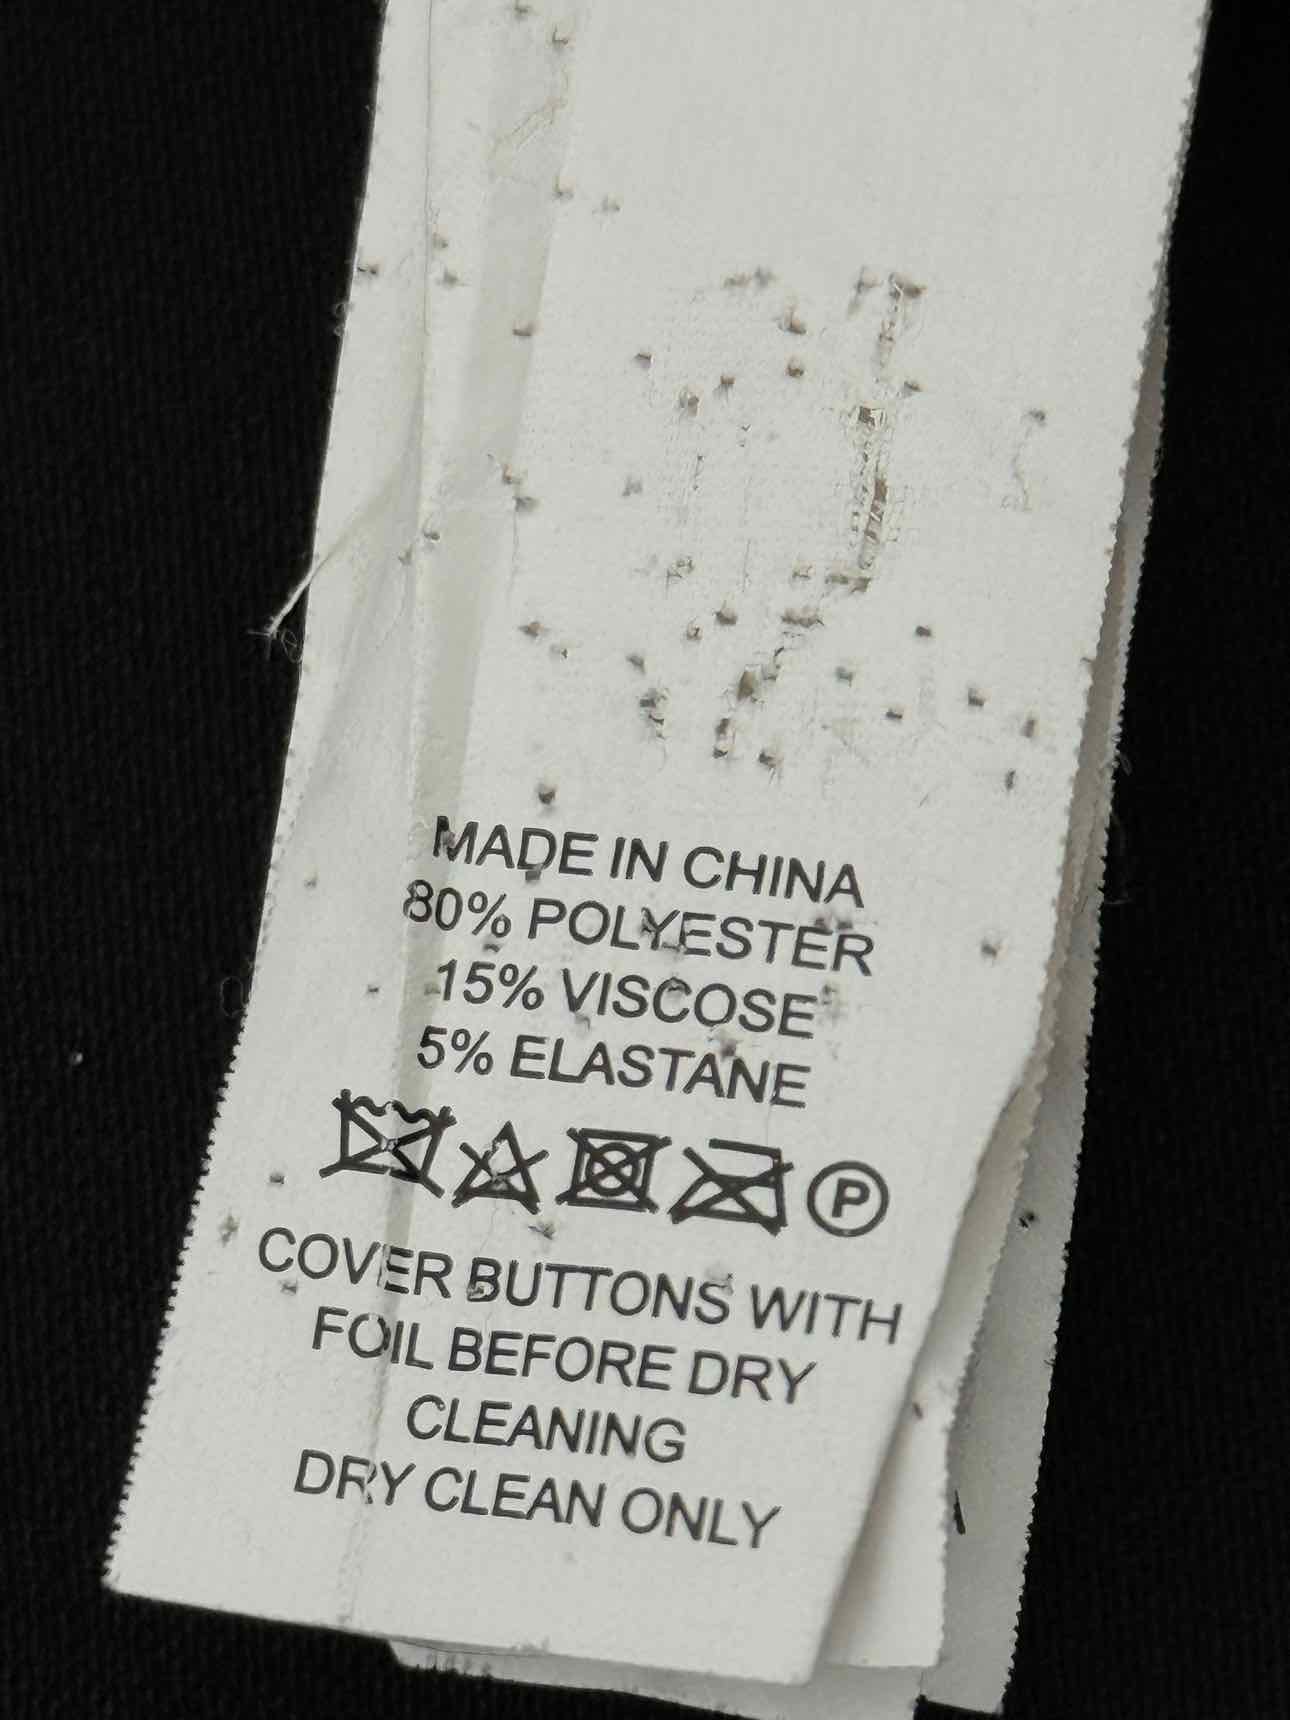 MADE IN CHINA
80% POLYESTER
15% VISCOSE
5% ELASTANE
P
COVER BUTTONS WITH
FOIL BEFORE DRY
CLEANING
DRY CLEAN ONLY